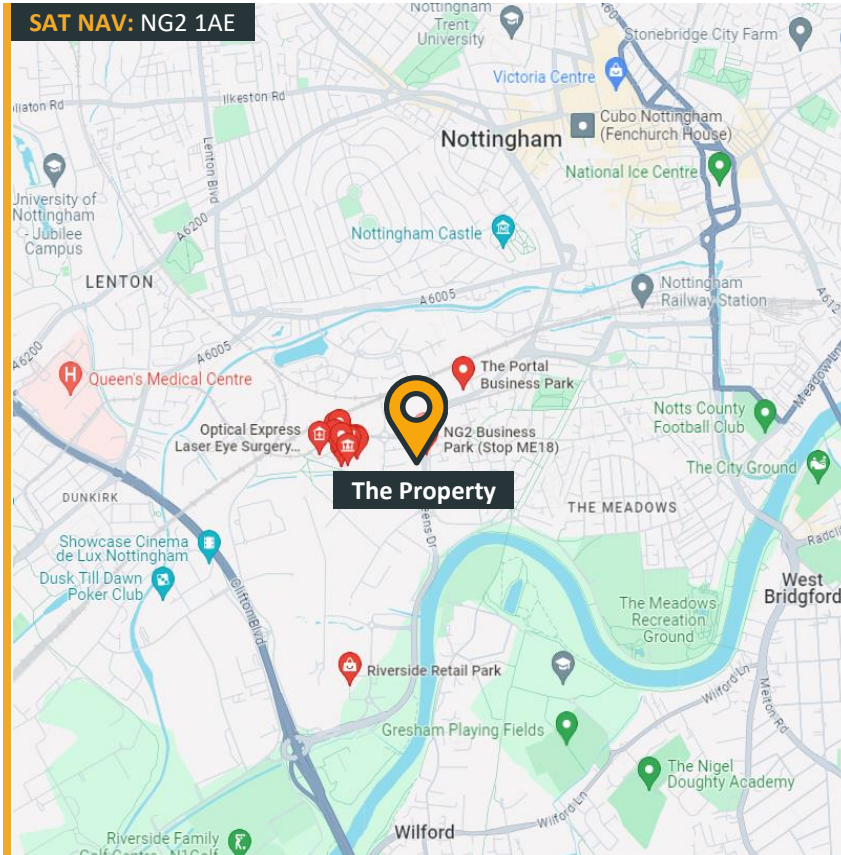 SAT NAV: NG2 1AE
Nottingham
Trent
University
Stonebridge City Farm
Victoria Centre
Ilkeston Rd
Cubo Nottingham
(Fenchurch House)
Nottingham
Lenton Blvd
National Ice Centre
University of
Nottingham
- Jubilee
Campus
A6200
Nottingham Castle
LENTON
Nottingham
Railway Station
A6005
A612
A6200
A6005
The Portal
Business Park
Meadow Ln
H
Queen's Medical Centre
Notts County
Football Club
Optical Express
Laser Eye Surgery...
NG2 Business
Park (Stop ME18)
The City Ground
The Property
DUNKIRK
THE MEADOWS
Showcase Cinema
de Lux Nottingham
Dusk Till Dawn
Poker Club
Clifton Blvd
West
Bridgford
The Meadows
Recreation
Ground
Riverside Retail Park
Wilford Ln
Melton Rd
Gresham Playing Fields
The Nigel
Doughty Academy
Wilford Ln
Wilford
Riverside Family